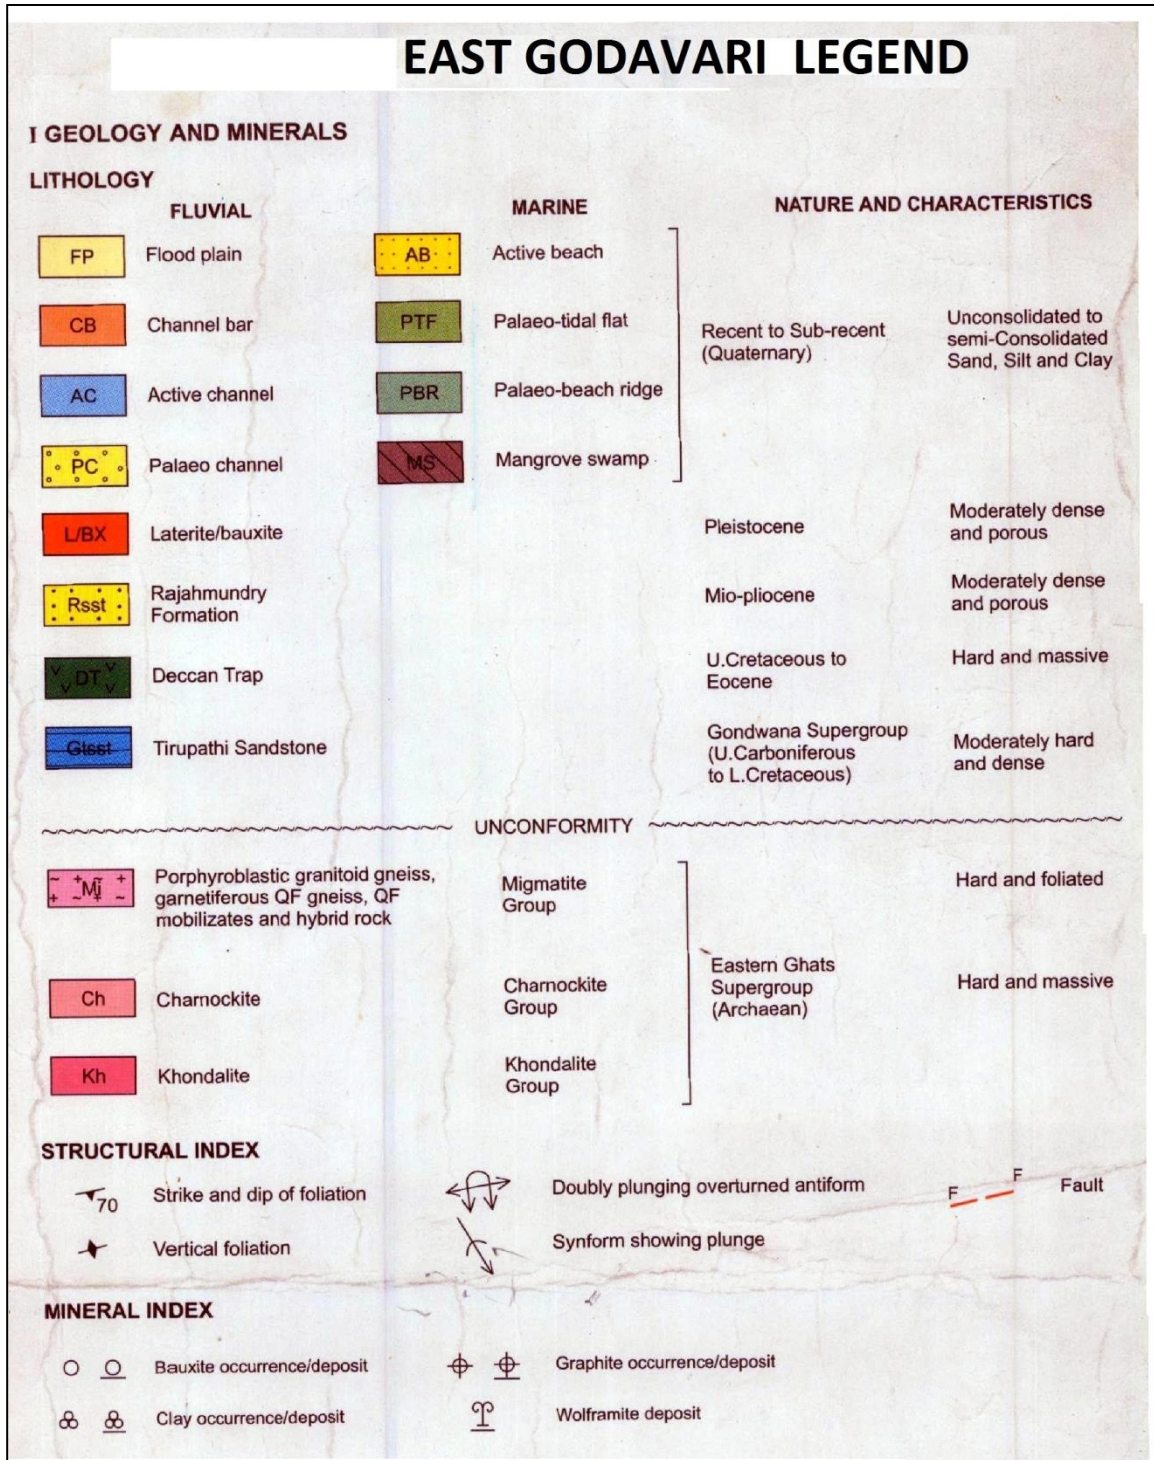 EAST GODAVARI LEGEND
I GEOLOGY AND MINERALS
LITHOLOGY
FLUVIAL
MARINE
NATURE AND CHARACTERISTICS
FP Flood plain
AB Active beach
CB Channel bar
PTF Palaeo-tidal flat
Recent to Sub-recent
(Quaternary)
Unconsolidated to
semi-Consolidated
Sand, Silt and Clay
AC Active channel
PBR Palaeo-beach ridge
PC Palaeo channel
MS Mangrove swamp
L/BX Laterite/bauxite
Pleistocene
Moderately dense
and porous
Rsst Rajahmundry
Formation
Mio-pliocene
Moderately dense
and porous
DT Deccan Trap
U.Cretaceous to
Eocene
Hard and massive
Gtsst Tirupathi Sandstone
Gondwana Supergroup
(U.Carboniferous
to L.Cretaceous)
Moderately hard
and dense
UNCONFORMITY
Mi Porphyroblastic granitoid gneiss,
garnetiferous QF gneiss, QF
mobilizates and hybrid rock
Migmatite
Group
Hard and foliated
Ch Charnockite
Charnockite
Group
Eastern Ghats
Supergroup
(Archaean)
Hard and massive
Kh Khondalite
Khondalite
Group
STRUCTURAL INDEX
70 Strike and dip of foliation
Doubly plunging overturned antiform
F F Fault
Vertical foliation
Synform showing plunge
MINERAL INDEX
Bauxite occurrence/deposit
Graphite occurrence/deposit
Clay occurrence/deposit
Wolframite deposit